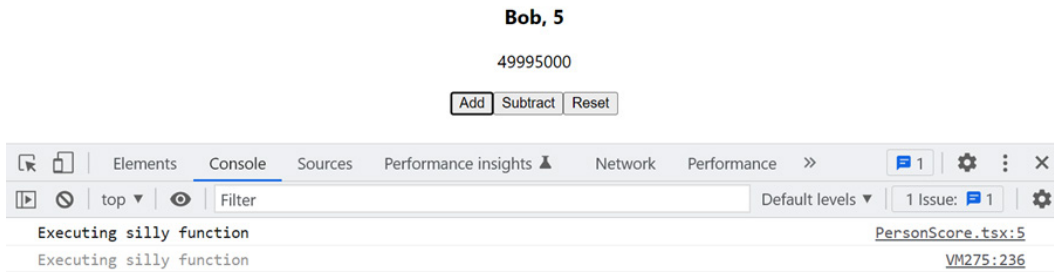 Bob, 5
49995000
Add Subtract Reset
Elements Console Sources Performance insights Network Performance » 1
top ▼ Filter Default levels ▼ 1 Issue: 1
Executing silly function PersonScore.tsx:5
Executing silly function VM275:236